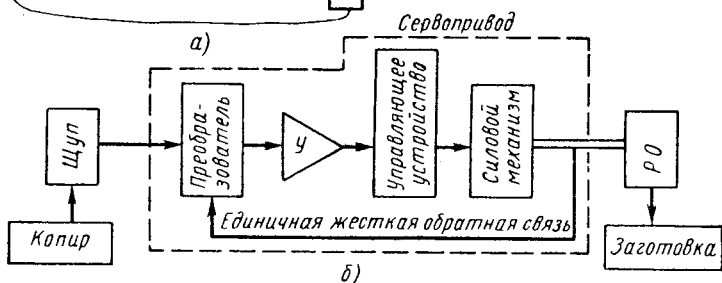 а)
Сервопривод
Щуп
Преобра-
зователь
У
Управляющее
устройство
Силовой
механизм
РО
Единичная жесткая обратная связь
Копир
Заготовка
б)